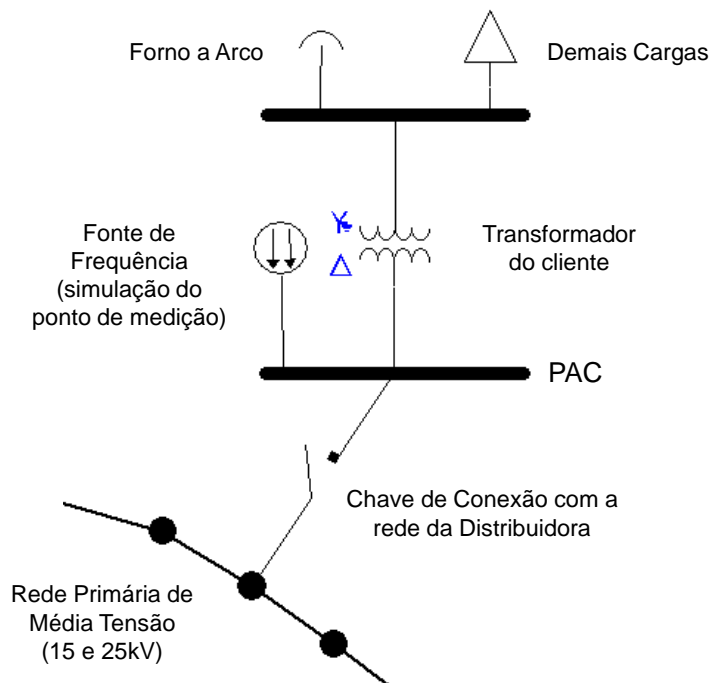 Forno a Arco
Demais Cargas
Fonte de
Frequência
(simulação do
ponto de medição)
Y
Δ
Transformador
do cliente
PAC
Chave de Conexão com a
rede da Distribuidora
Rede Primária de
Média Tensão
(15 e 25kV)